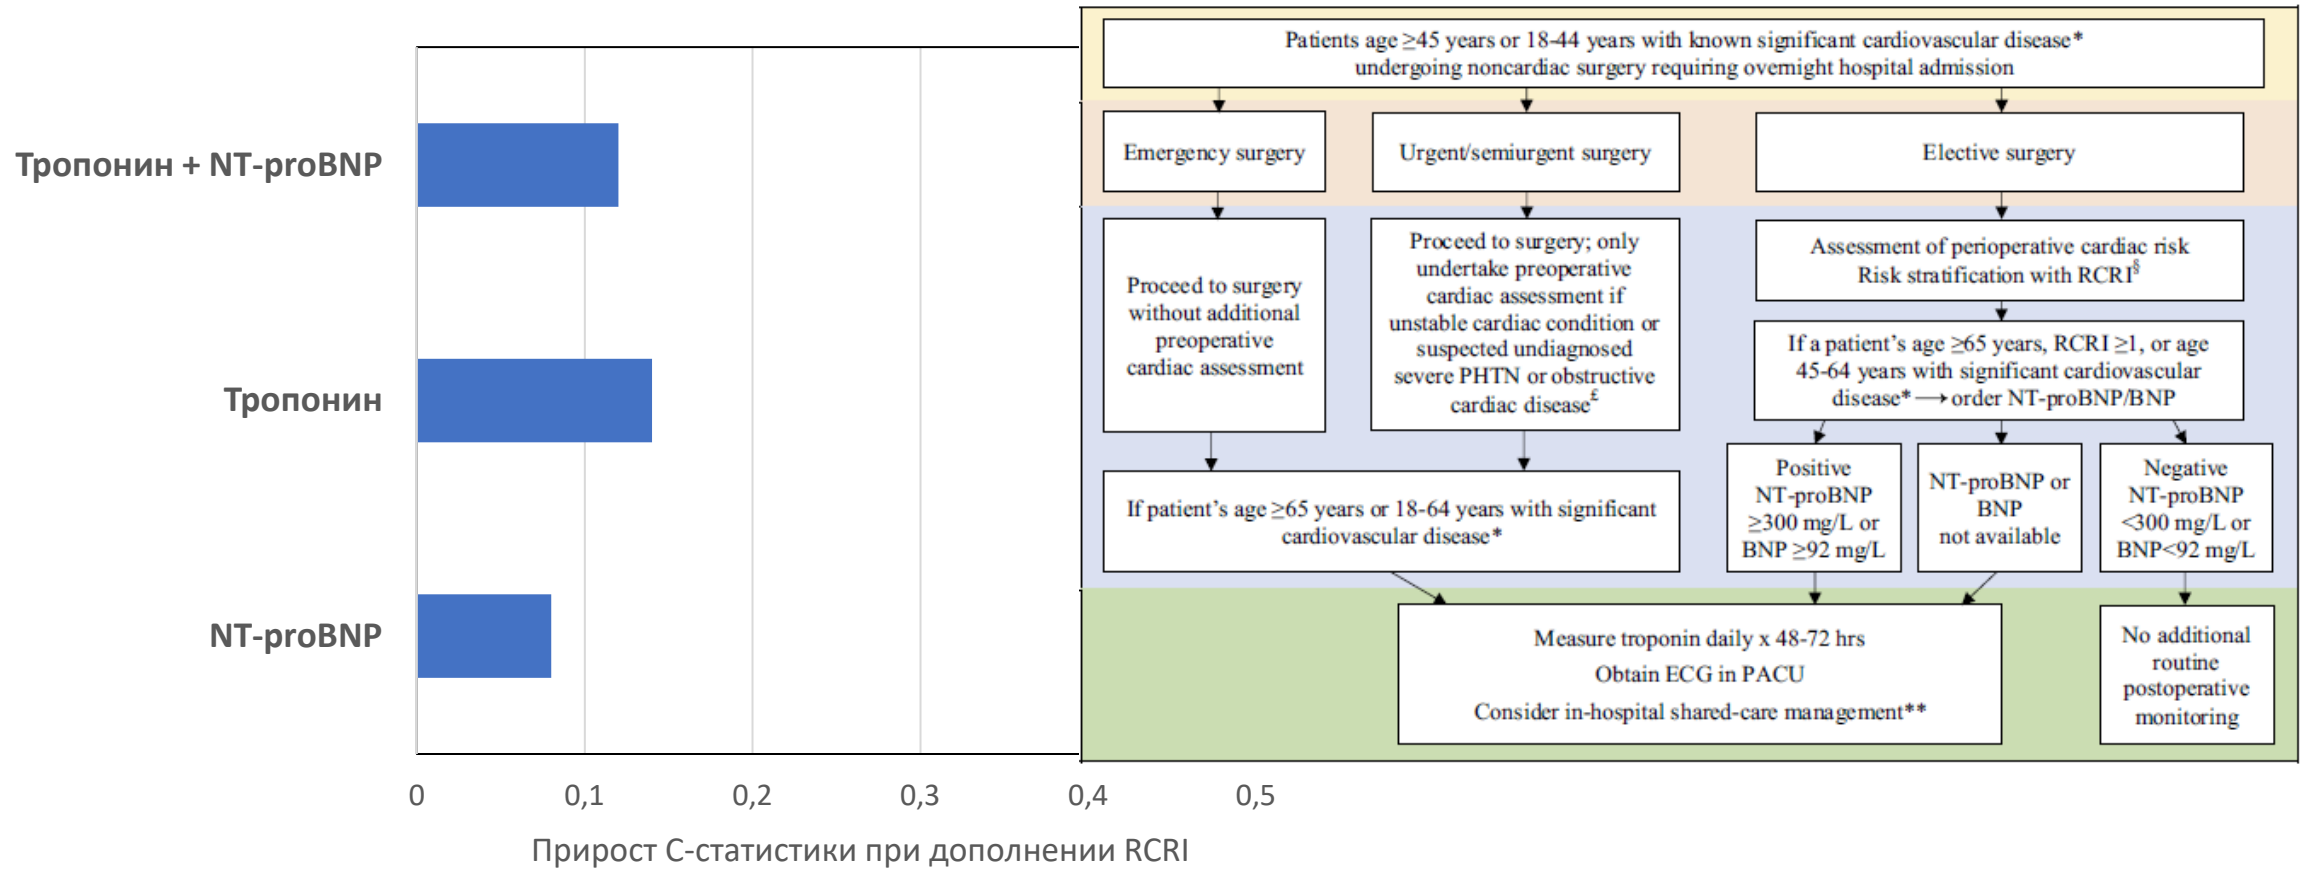 Тропонин + NT-proBNP
Тропонин
NT-proBNP
0
0,1
0,2
0,3
0,4
0,5
Прирост С-статистики при дополнении RCRI
Patients age ≥45 years or 18-44 years with known significant cardiovascular disease*
undergoing noncardiac surgery requiring overnight hospital admission
Emergency surgery
Urgent/semiurgent surgery
Elective surgery
Proceed to surgery
without additional
preoperative
cardiac assessment
Proceed to surgery; only
undertake preoperative
cardiac assessment if
unstable cardiac condition or
suspected undiagnosed
severe PHTN or obstructive
cardiac disease£
Assessment of perioperative cardiac risk
Risk stratification with RCRI§
If a patient's age ≥65 years, RCRI ≥1, or age
45-64 years with significant cardiovascular
disease* → order NT-proBNP/BNP
If patient's age ≥65 years or 18-64 years with significant
cardiovascular disease*
Positive
NT-proBNP
≥300 mg/L or
BNP ≥92 mg/L
NT-proBNP or
BNP
not available
Negative
NT-proBNP
<300 mg/L or
BNP<92 mg/L
Measure troponin daily x 48-72 hrs
Obtain ECG in PACU
Consider in-hospital shared-care management**
No additional
routine
postoperative
monitoring